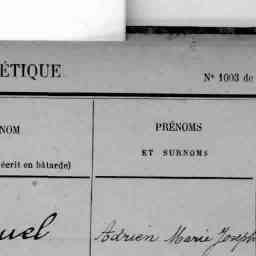 ÉTIQUE
N° 1003 de
NOM
PRÉNOMS
ET SURNOMS
écrit en bâtarde)
uel
Adrien Marie Joseph